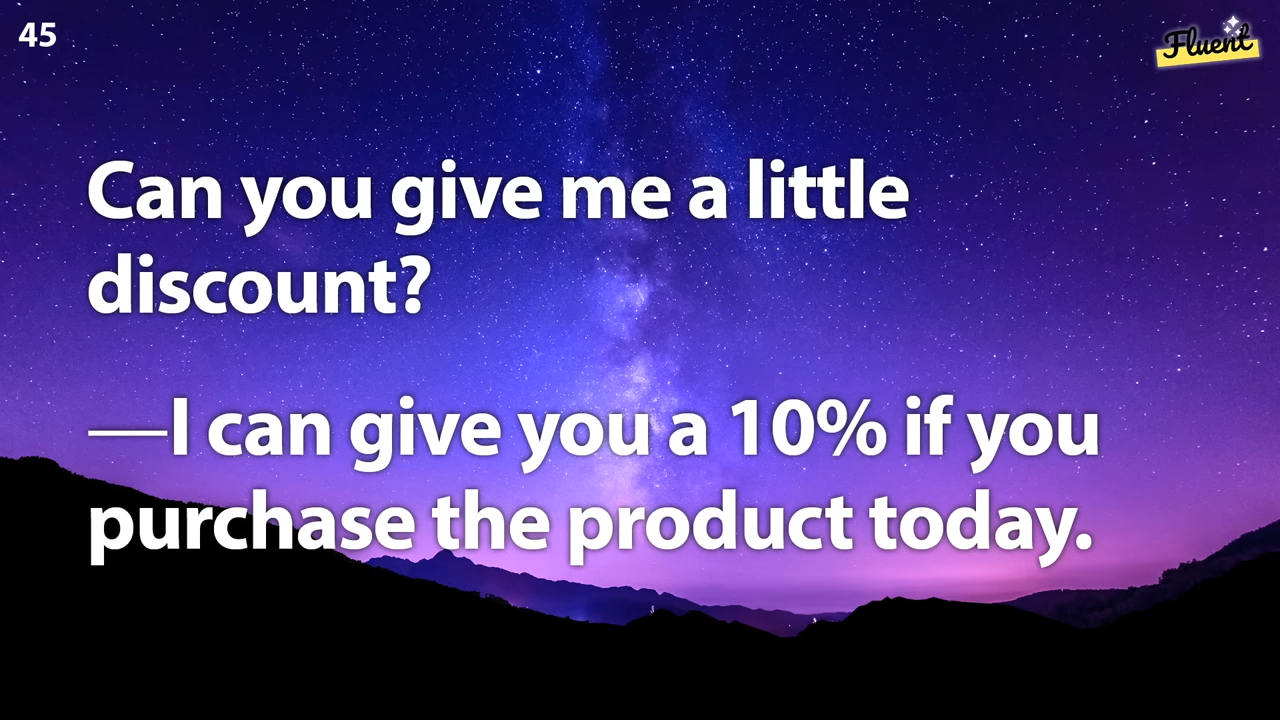 45
Fluent
Can you give me a little
discount?
—I can give you a 10% if you
purchase the product today.